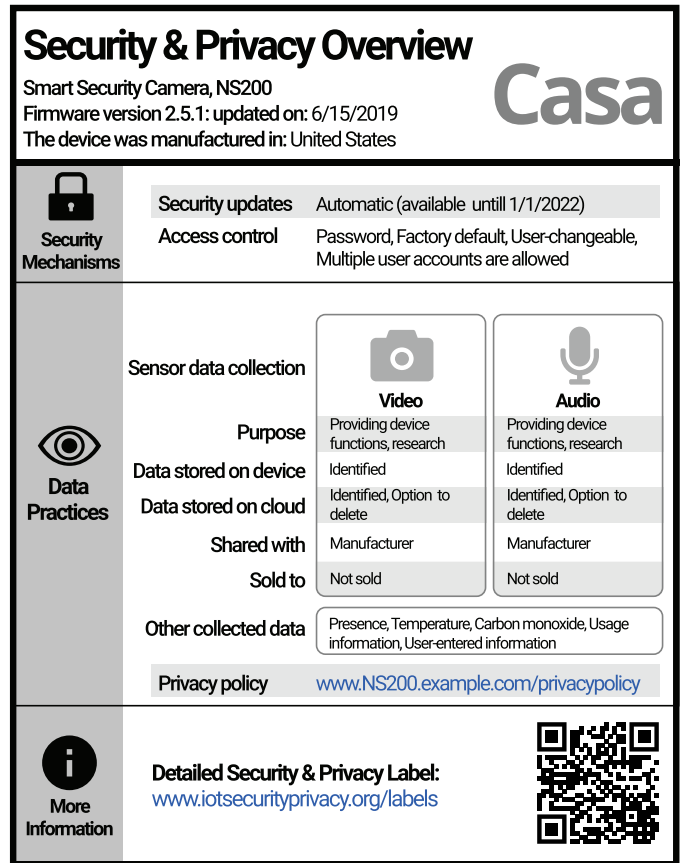 Security & Privacy Overview
Casa
Smart Security Camera, NS200
Firmware version 2.5.1: updated on: 6/15/2019
The device was manufactured in: United States
Security
Mechanisms
Security updates Automatic (available untill 1/1/2022)
Access control Password, Factory default, User-changeable,
Multiple user accounts are allowed
Data
Practices
Sensor data collection
Video Audio
Purpose Providing device functions, research Providing device functions, research
Data stored on device Identified Identified
Data stored on cloud Identified, Option to delete Identified, Option to delete
Shared with Manufacturer Manufacturer
Sold to Not sold Not sold
Other collected data Presence, Temperature, Carbon monoxide, Usage
information, User-entered information
Privacy policy www.NS200.example.com/privacypolicy
i
More
Information
Detailed Security & Privacy Label:
www.iotsecurityprivacy.org/labels